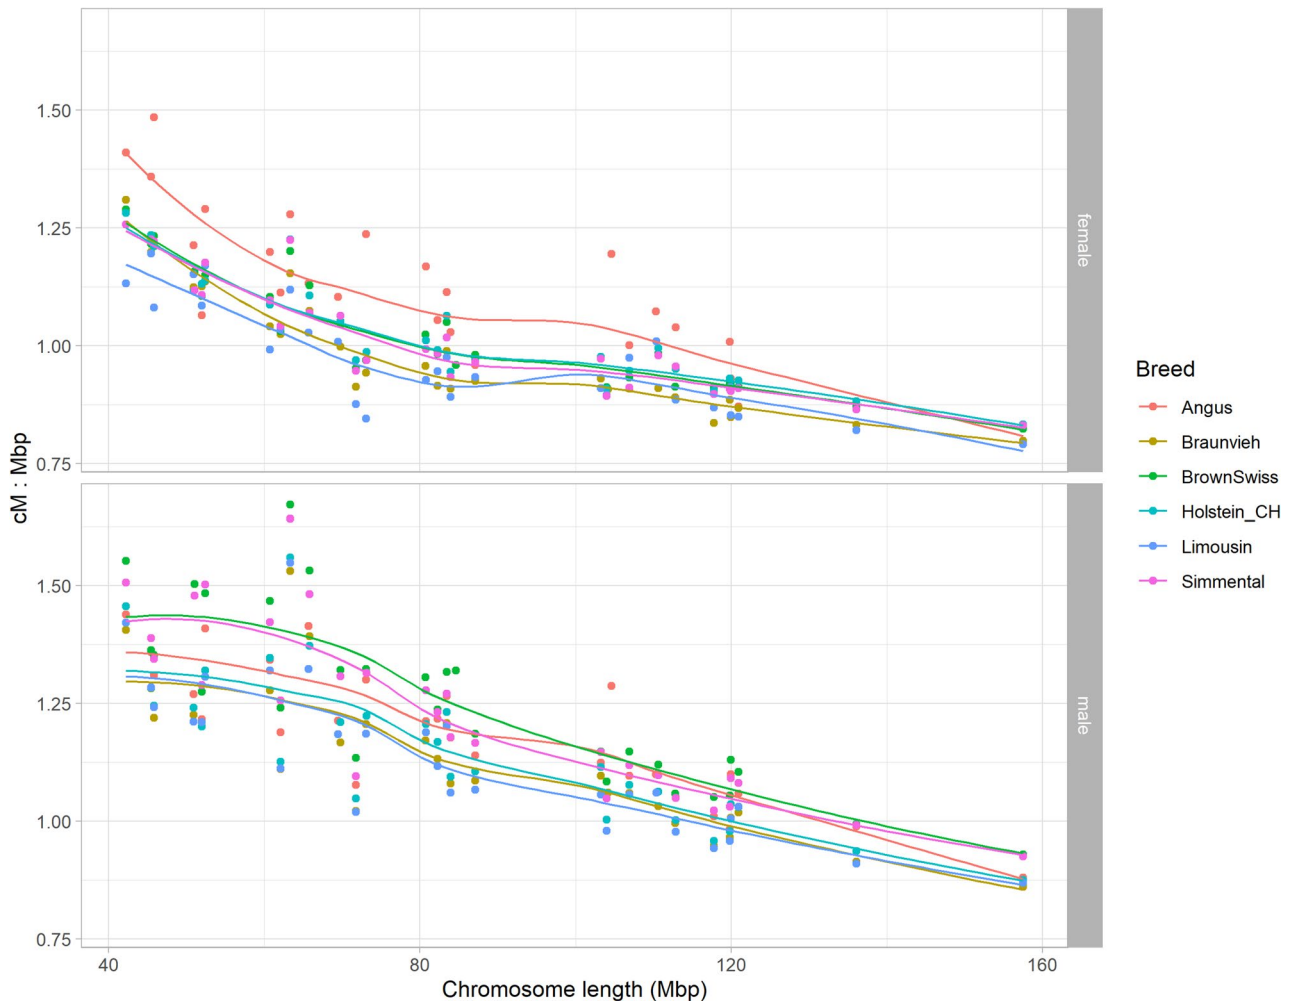 1.50
1.25
1.00
0.75
female
cM : Mbp
1.50
1.25
1.00
0.75
male
40
80
120
160
Chromosome length (Mbp)
Breed
Angus
Braunvieh
BrownSwiss
Holstein_CH
Limousin
Simmental